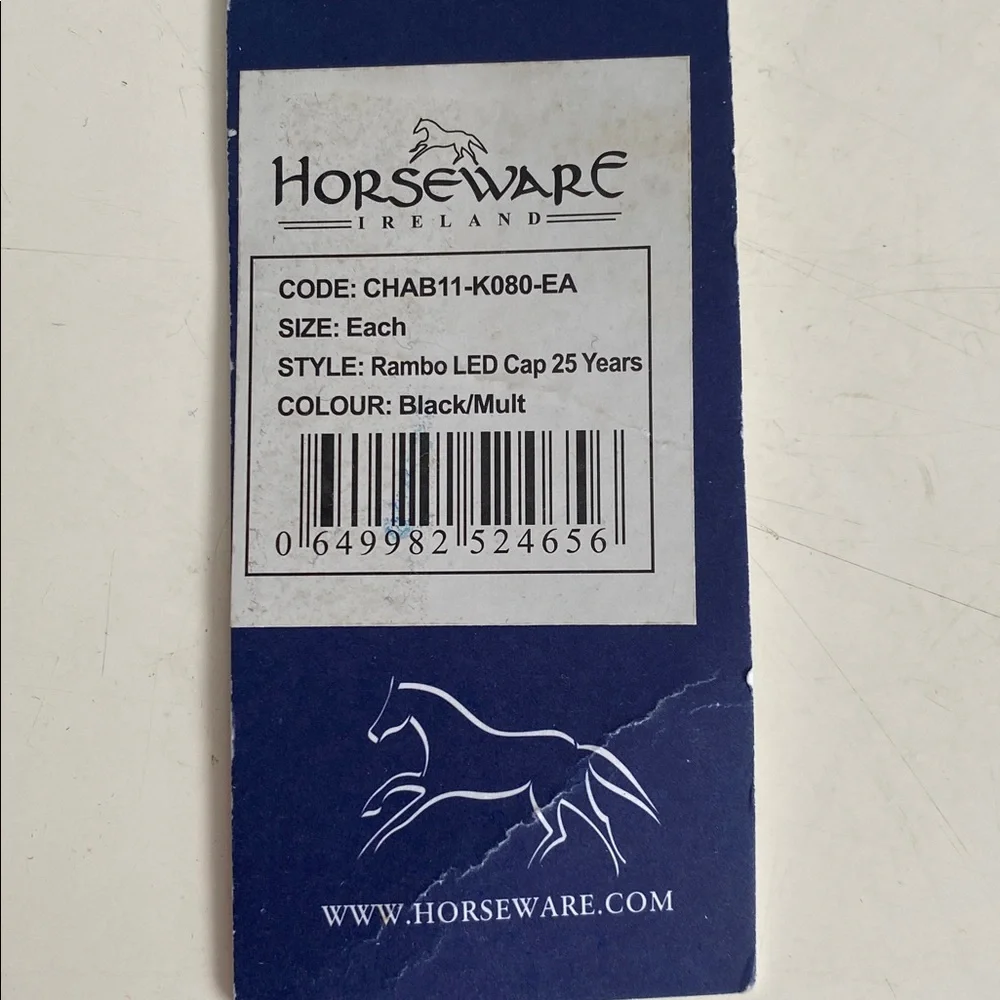 HORSEWARE
IRELAND
CODE: CHAB11-K080-EA
SIZE: Each
STYLE: Rambo LED Cap 25 Years
COLOUR: Black/Mult
0 649982 524656
WWW.HORSEWARE.COM